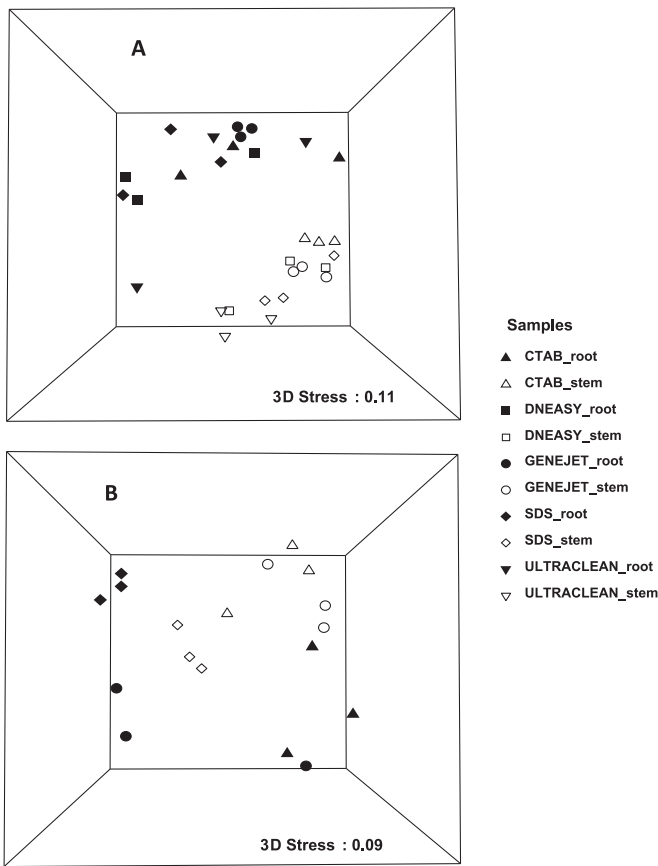 A
3D Stress : 0.11
Samples
CTAB_root
CTAB_stem
DNEASY_root
DNEASY_stem
GENEJET_root
GENEJET_stem
SDS_root
SDS_stem
ULTRACLEAN_root
ULTRACLEAN_stem
B
3D Stress : 0.09